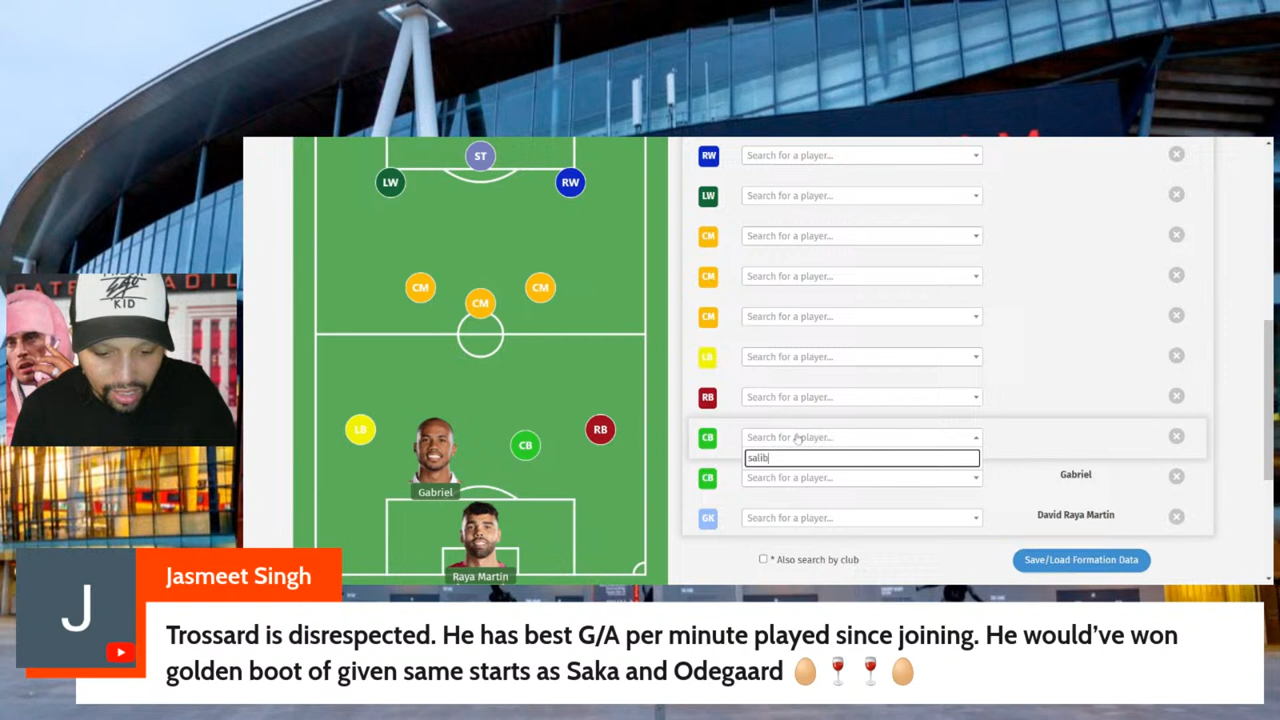 KID
ST
LW
RW
CM
CM
CM
LB
CB
RB
Gabriel
Raya Martin
RW
Search for a player...
LW
Search for a player...
CM
Search for a player...
CM
Search for a player...
CM
Search for a player...
LB
Search for a player...
RB
Search for a player...
CB
Search for a player...
salib
CB
Search for a player...
Gabriel
GK
Search for a player...
David Raya Martin
* Also search by club
Save/Load Formation Data
J
Jasmeet Singh
Trossard is disrespected. He has best G/A per minute played since joining. He would’ve won
golden boot of given same starts as Saka and Odegaard 🥚🍷🍷🥚